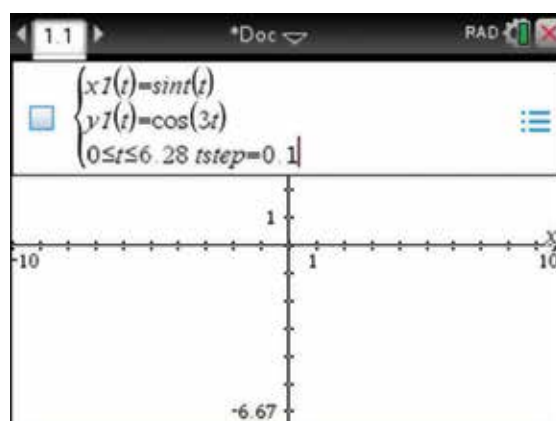 1.1 *Doc RAD
x1(t)=sint(t)
y1(t)=cos(3t)
0≤t≤6.28 tstep=0.1
1
x
-10 1 10
-6.67